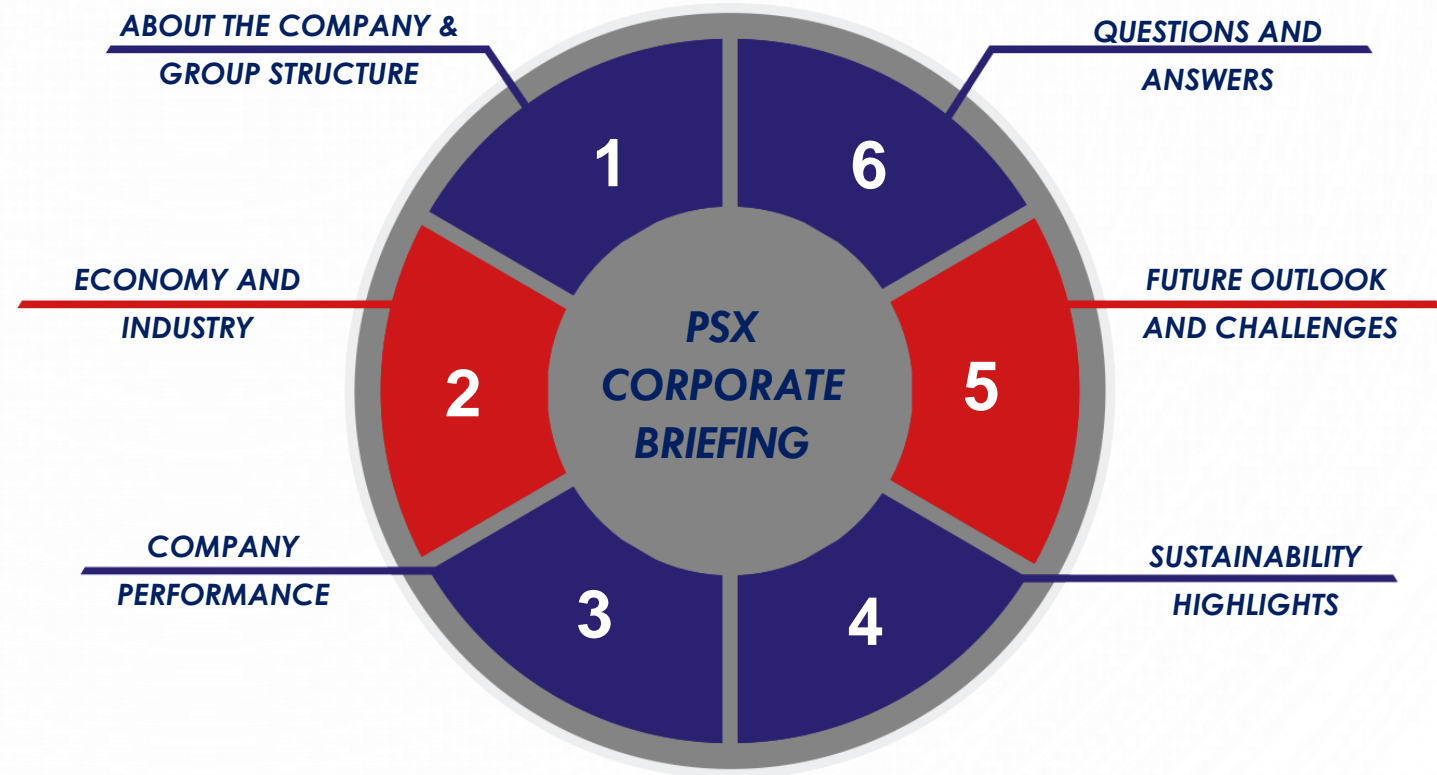 ABOUT THE COMPANY &
GROUP STRUCTURE
1
ECONOMY AND
INDUSTRY
2
COMPANY
PERFORMANCE
3
SUSTAINABILITY
HIGHLIGHTS
4
FUTURE OUTLOOK
AND CHALLENGES
5
QUESTIONS AND
ANSWERS
6
PSX
CORPORATE
BRIEFING